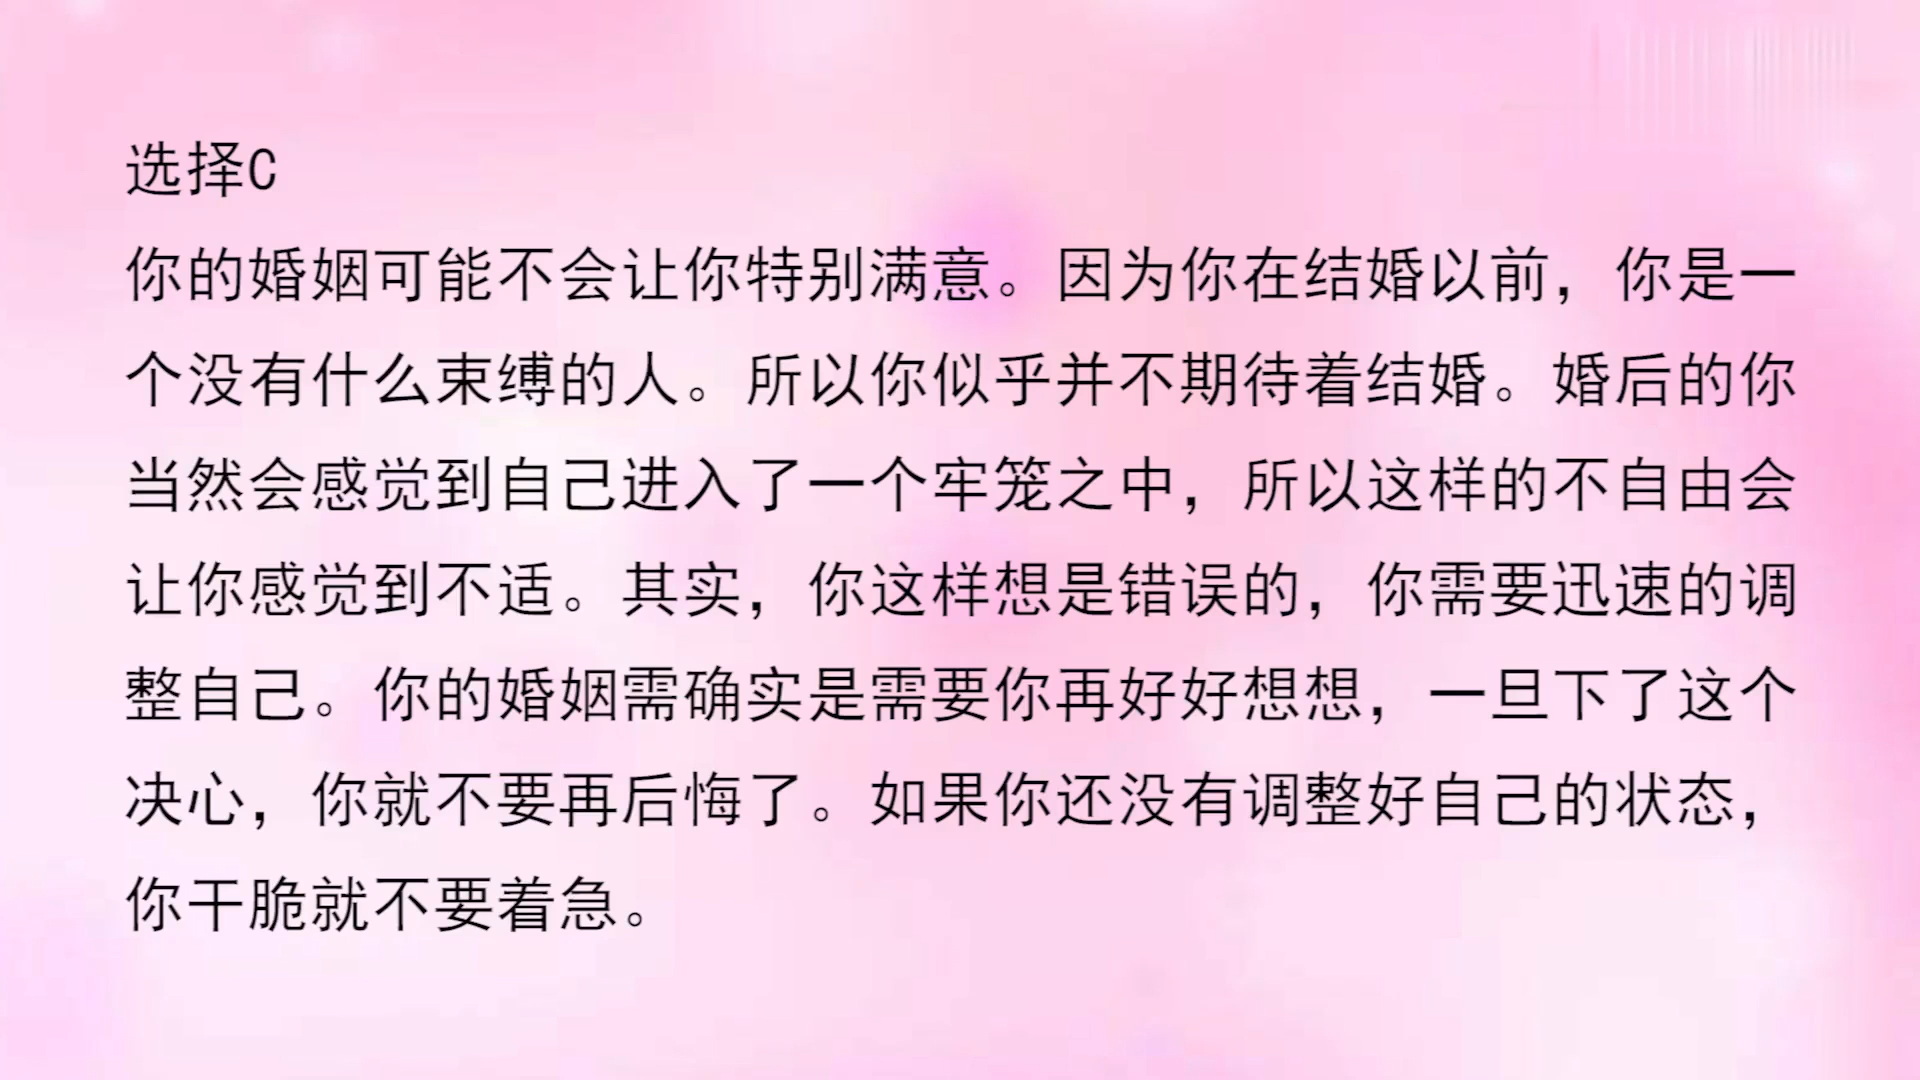 选择C
你的婚姻可能不会让你特别满意。因为你在结婚以前，你是一
个没有什么束缚的人。所以你似乎并不期待着结婚。婚后的你
当然会感觉到自己进入了一个牢笼之中，所以这样的不自由会
让你感觉到不适。其实，你这样想是错误的，你需要迅速的调
整自己。你的婚姻需确实是需要你再好好想想，一旦下了这个
决心，你就不要再后悔了。如果你还没有调整好自己的状态，
你干脆就不要着急。